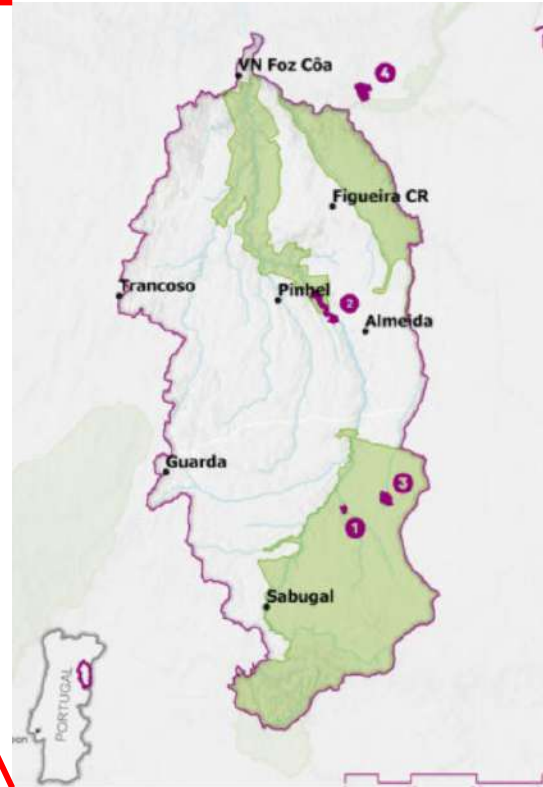 VN Foz Côa
4
Figueira CR
Trancoso
Pinhel
2
Almeida
Guarda
3
1
Sabugal
PORTUGAL